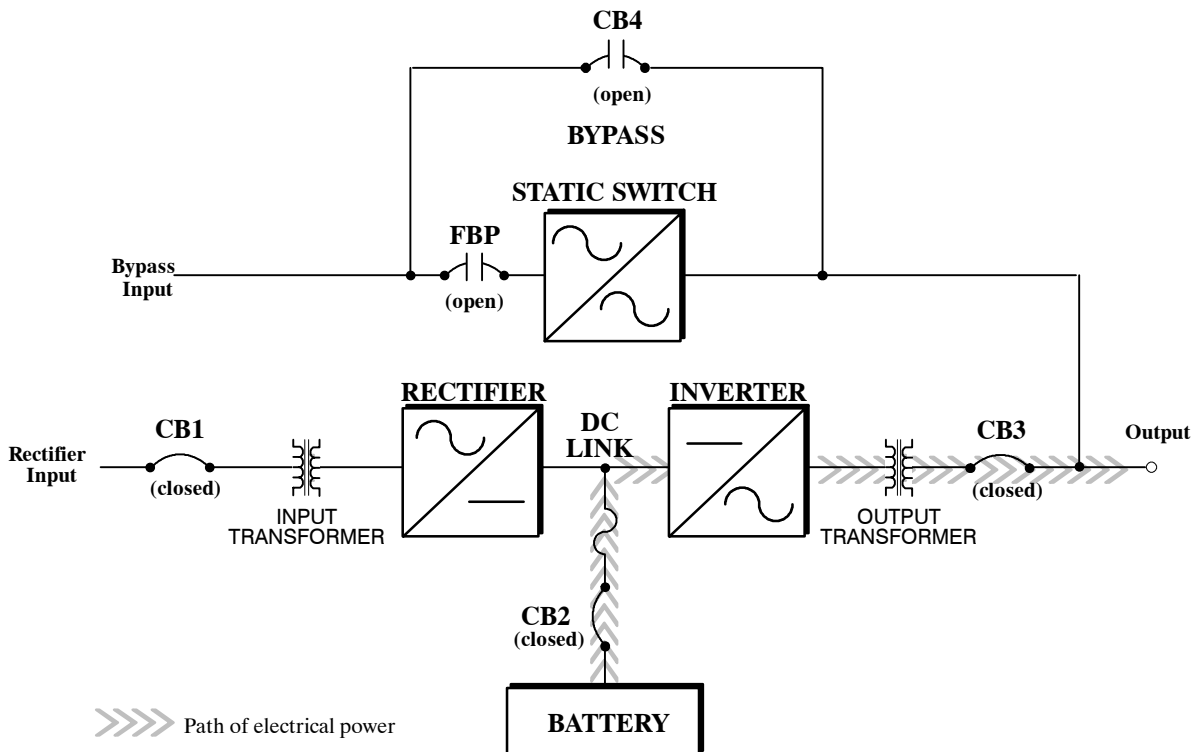 CB4
(open)
BYPASS
STATIC SWITCH
FBP
(open)
Bypass
Input
RECTIFIER
INVERTER
DC
LINK
CB1
(closed)
Rectifier
Input
INPUT
TRANSFORMER
CB3
(closed)
Output
OUTPUT
TRANSFORMER
CB2
(closed)
BATTERY
Path of electrical power